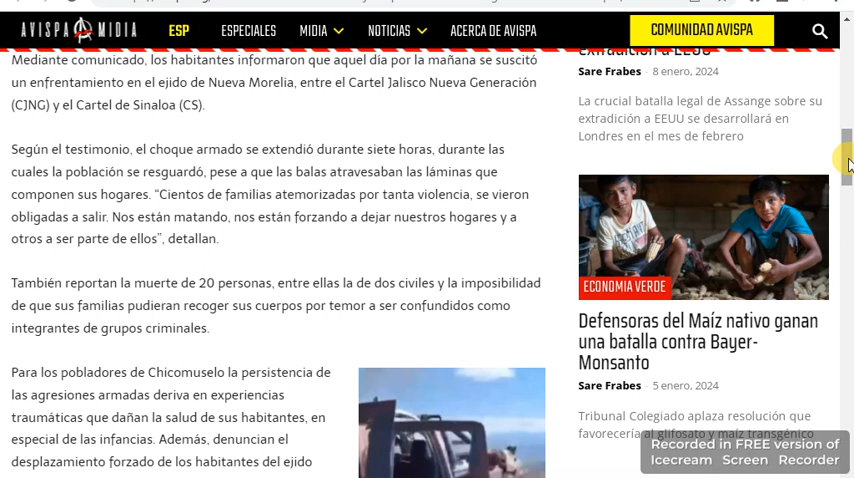 AVISPA MIDIA
ESP
ESPECIALES
MIDIA
NOTICIAS
ACERCA DE AVISPA
COMUNIDAD AVISPA
Mediante comunicado, los habitantes informaron que aquel día por la mañana se suscitó
un enfrentamiento en el ejido de Nueva Morelia, entre el Cartel Jalisco Nueva Generación
(CJNG) y el Cartel de Sinaloa (CS).
Según el testimonio, el choque armado se extendió durante siete horas, durante las
cuales la población se resguardó, pese a que las balas atravesaban las láminas que
componen sus hogares. “Cientos de familias atemorizadas por tanta violencia, se vieron
obligadas a salir. Nos están matando, nos están forzando a dejar nuestros hogares y a
otros a ser parte de ellos”, detallan.
También reportan la muerte de 20 personas, entre ellas la de dos civiles y la imposibilidad
de que sus familias pudieran recoger sus cuerpos por temor a ser confundidos como
integrantes de grupos criminales.
Para los pobladores de Chicomuselo la persistencia de
las agresiones armadas deriva en experiencias
traumáticas que dañan la salud de sus habitantes, en
especial de las infancias. Además, denuncian el
desplazamiento forzado de los habitantes del ejido
extradición a EEUU
Sare Frabes - 8 enero, 2024
La crucial batalla legal de Assange sobre su
extradición a EEUU se desarrollará en
Londres en el mes de febrero
ECONOMIA VERDE
Defensoras del Maíz nativo ganan
una batalla contra Bayer-
Monsanto
Sare Frabes - 5 enero, 2024
Tribunal Colegiado aplaza resolución que
favorecería al glifosato y maíz transgénico
Recorded in FREE version of
Icecream Screen Recorder